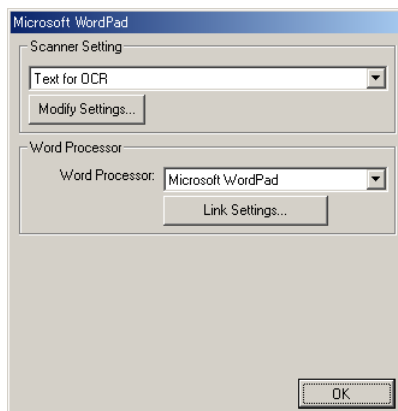 Microsoft WordPad
Scanner Setting
Text for OCR
Modify Settings...
Word Processor
Word Processor: Microsoft WordPad
Link Settings...
OK